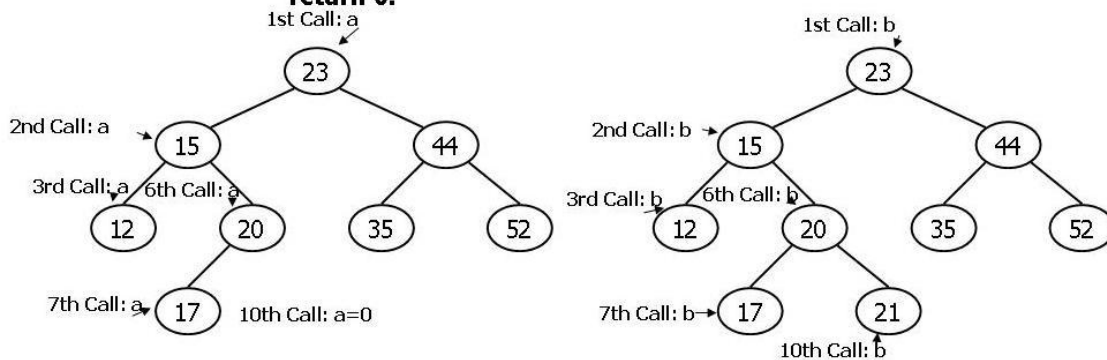 return 0.
1st Call: a
1st Call: b
23
23
2nd Call: a
15
44
2nd Call: b
15
44
3rd Call: a
6th Call: a
3rd Call: b
6th Call: b
12
20
35
52
12
20
35
52
7th Call: a
17
10th Call: a=0
7th Call: b
17
21
10th Call: b